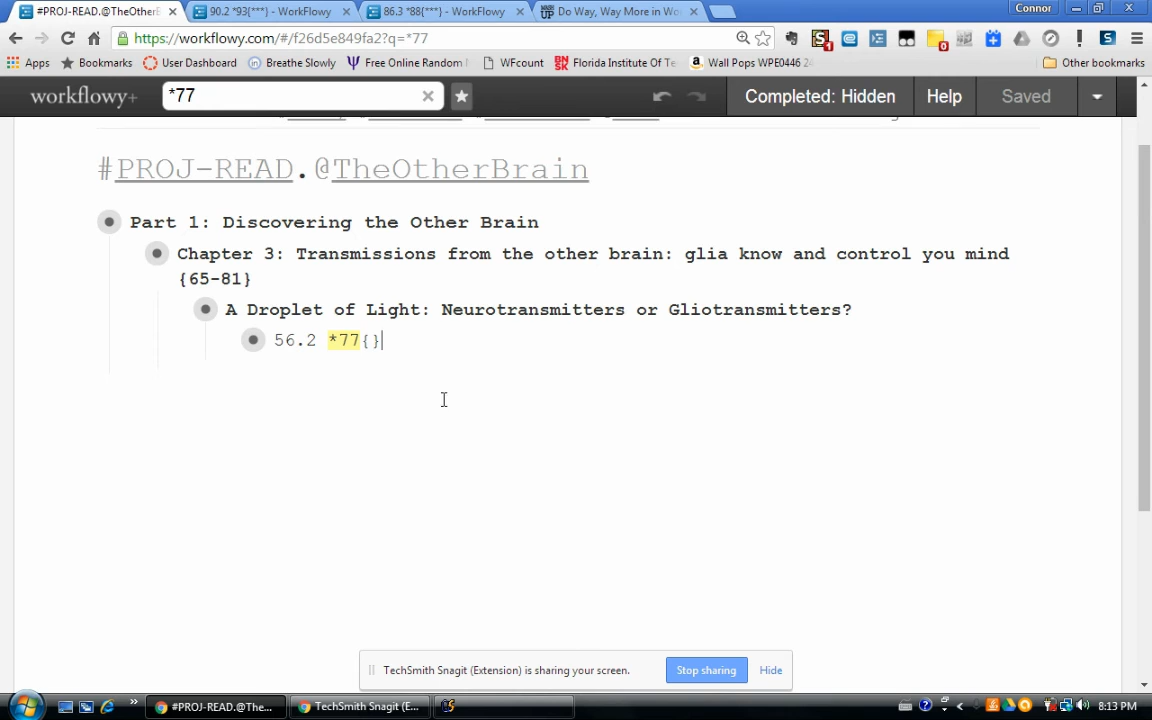 #PROJ-READ.@TheOtherB
90.2 *93{***} - WorkFlowy
86.3 *88{***} - WorkFlowy
Do Way, Way More in Wo
Connor
https://workflowy.com/#/f26d5e849fa2?q=*77
Apps
Bookmarks
User Dashboard
Breathe Slowly
Free Online Random
WFcount
Florida Institute Of Te
Wall Pops WPE0446 24
Other bookmarks
workflowy+
*77
Completed: Hidden
Help
Saved
#PROJ-READ.@TheOtherBrain
Part 1: Discovering the Other Brain
Chapter 3: Transmissions from the other brain: glia know and control you mind
{65-81}
A Droplet of Light: Neurotransmitters or Gliotransmitters?
56.2 *77{}
TechSmith Snagit (Extension) is sharing your screen.
Stop sharing
Hide
#PROJ-READ.@The...
TechSmith Snagit (E...
8:13 PM